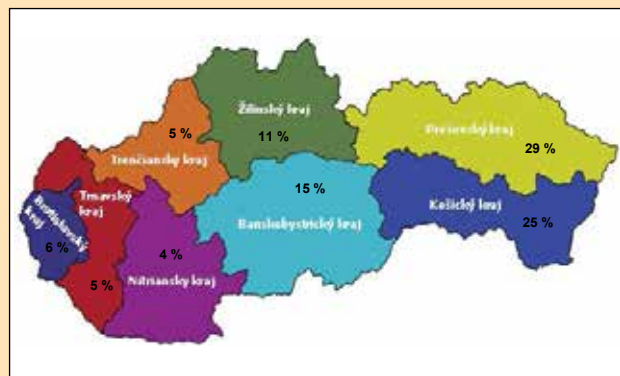 Žilinský kraj
11 %
5 %
Trenčiansky kraj
Prešovský kraj
29 %
Bratislavský
kraj
6 %
Trnavský
kraj
5 %
4 %
Nitriansky kraj
15 %
Banskobystrický kraj
Košický kraj
25 %